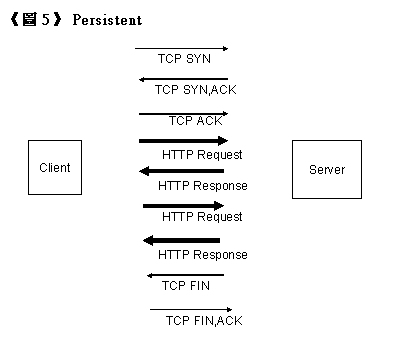 《圖 5》 Persistent
TCP SYN
TCP SYN,ACK
TCP ACK
HTTP Request
Client
HTTP Response
Server
HTTP Request
HTTP Response
TCP FIN
TCP FIN,ACK